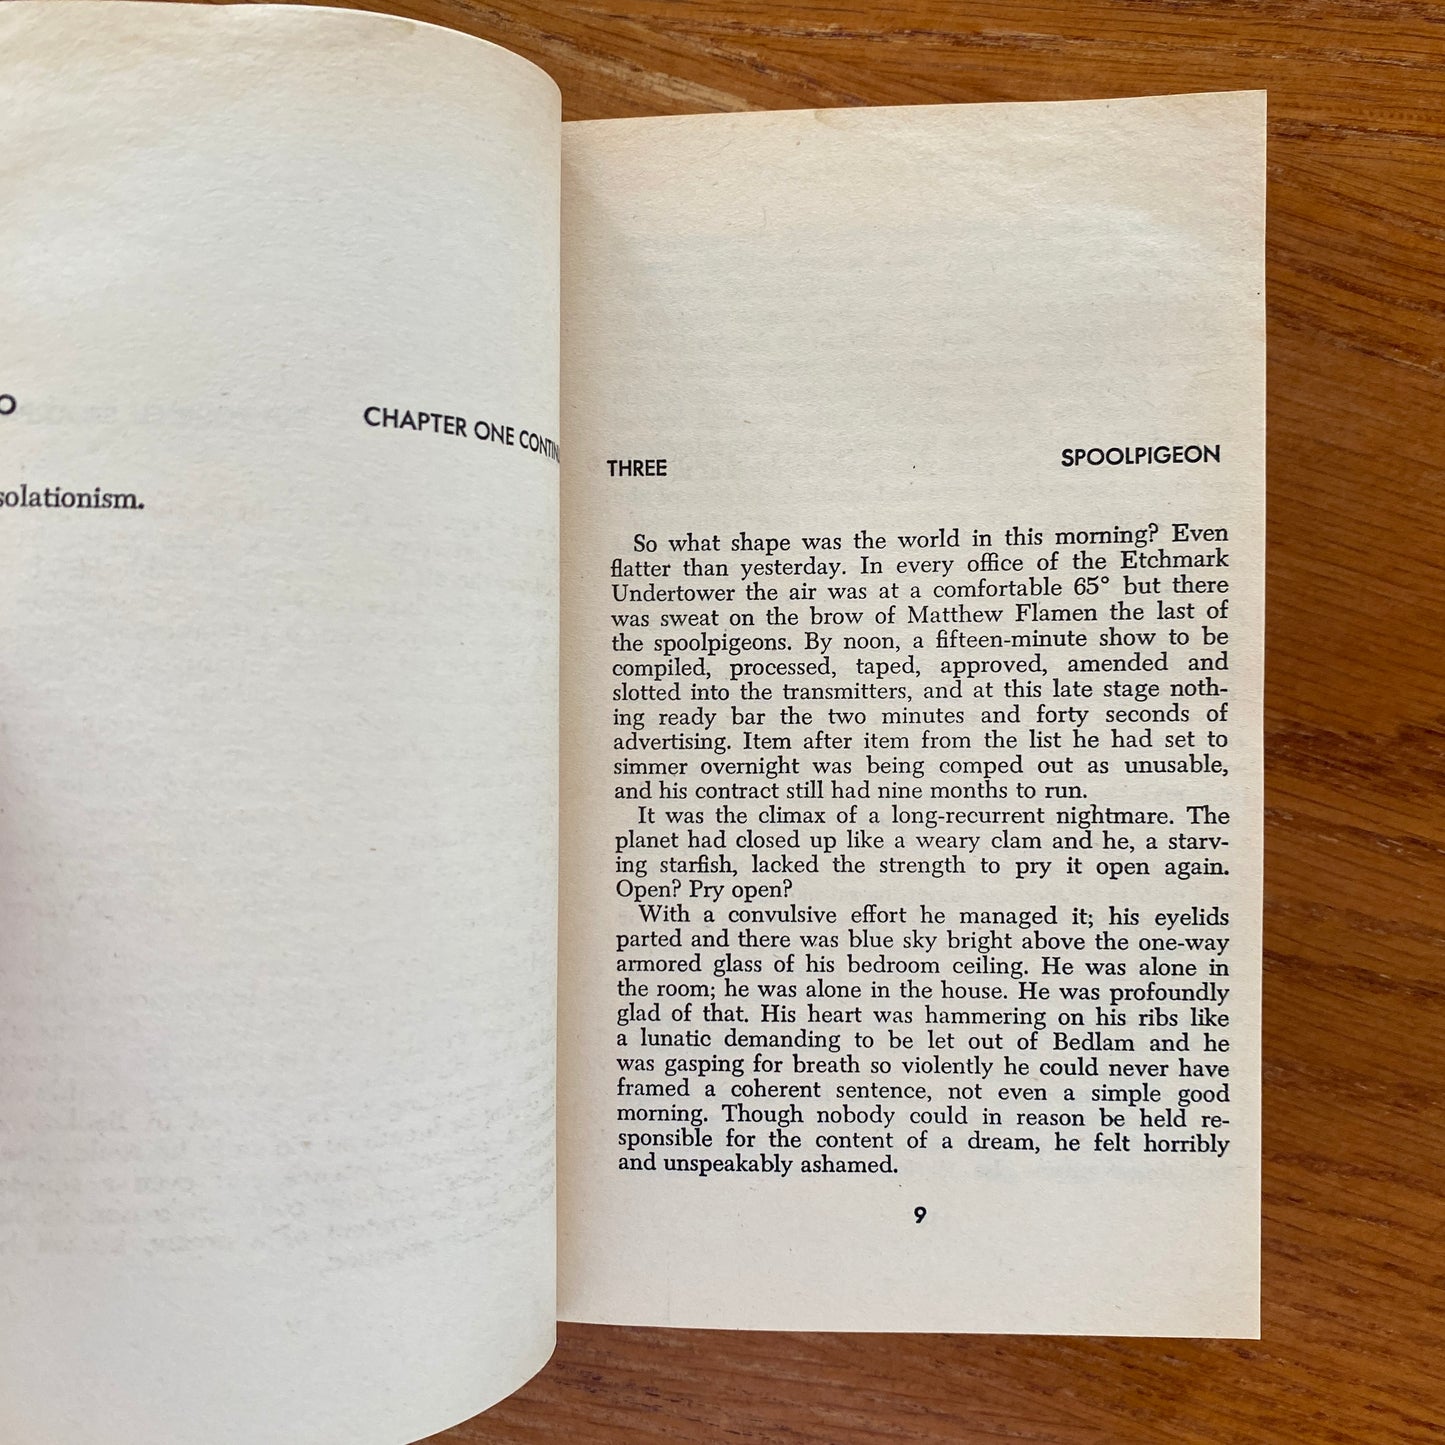 CHAPTER ONE
solationism.
THREE SPOOLPIGEON
So what shape was the world in this morning? Even
flatter than yesterday. In every office of the Etchmark
Undertower the air was at a comfortable 65° but there
was sweat on the brow of Matthew Flamen the last of
the spoolpigeons. By noon, a fifteen-minute show to be
compiled, processed, taped, approved, amended and
slotted into the transmitters, and at this late stage noth-
ing ready bar the two minutes and forty seconds of
advertising. Item after item from the list he had set to
simmer overnight was being comped out as unusable,
and his contract still had nine months to run.
It was the climax of a long-recurrent nightmare. The
planet had closed up like a weary clam and he, a starv-
ing starfish, lacked the strength to pry it open again.
Open? Pry open?
With a convulsive effort he managed it; his eyelids
parted and there was blue sky bright above the one-way
armored glass of his bedroom ceiling. He was alone in
the room; he was alone in the house. He was profoundly
glad of that. His heart was hammering on his ribs like
a lunatic demanding to be let out of Bedlam and he
was gasping for breath so violently he could never have
framed a coherent sentence, not even a simple good
morning. Though nobody could in reason be held re-
sponsible for the content of a dream, he felt horribly
and unspeakably ashamed.
9